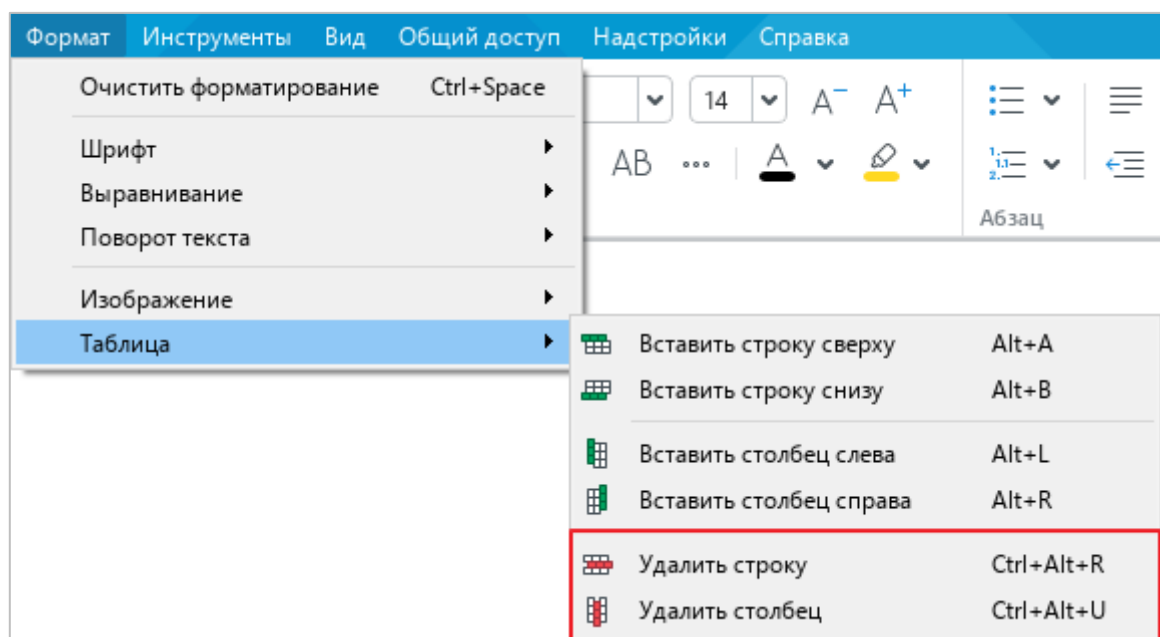 Формат Инструменты Вид Общий доступ Надстройки Справка
Очистить форматирование Ctrl+Space
14 A⁻ A⁺
Шрифт
AB ••• A
Выравнивание
Поворот текста
Абзац
Изображение
Таблица
Вставить строку сверху Alt+A
Вставить строку снизу Alt+B
Вставить столбец слева Alt+L
Вставить столбец справа Alt+R
Удалить строку Ctrl+Alt+R
Удалить столбец Ctrl+Alt+U